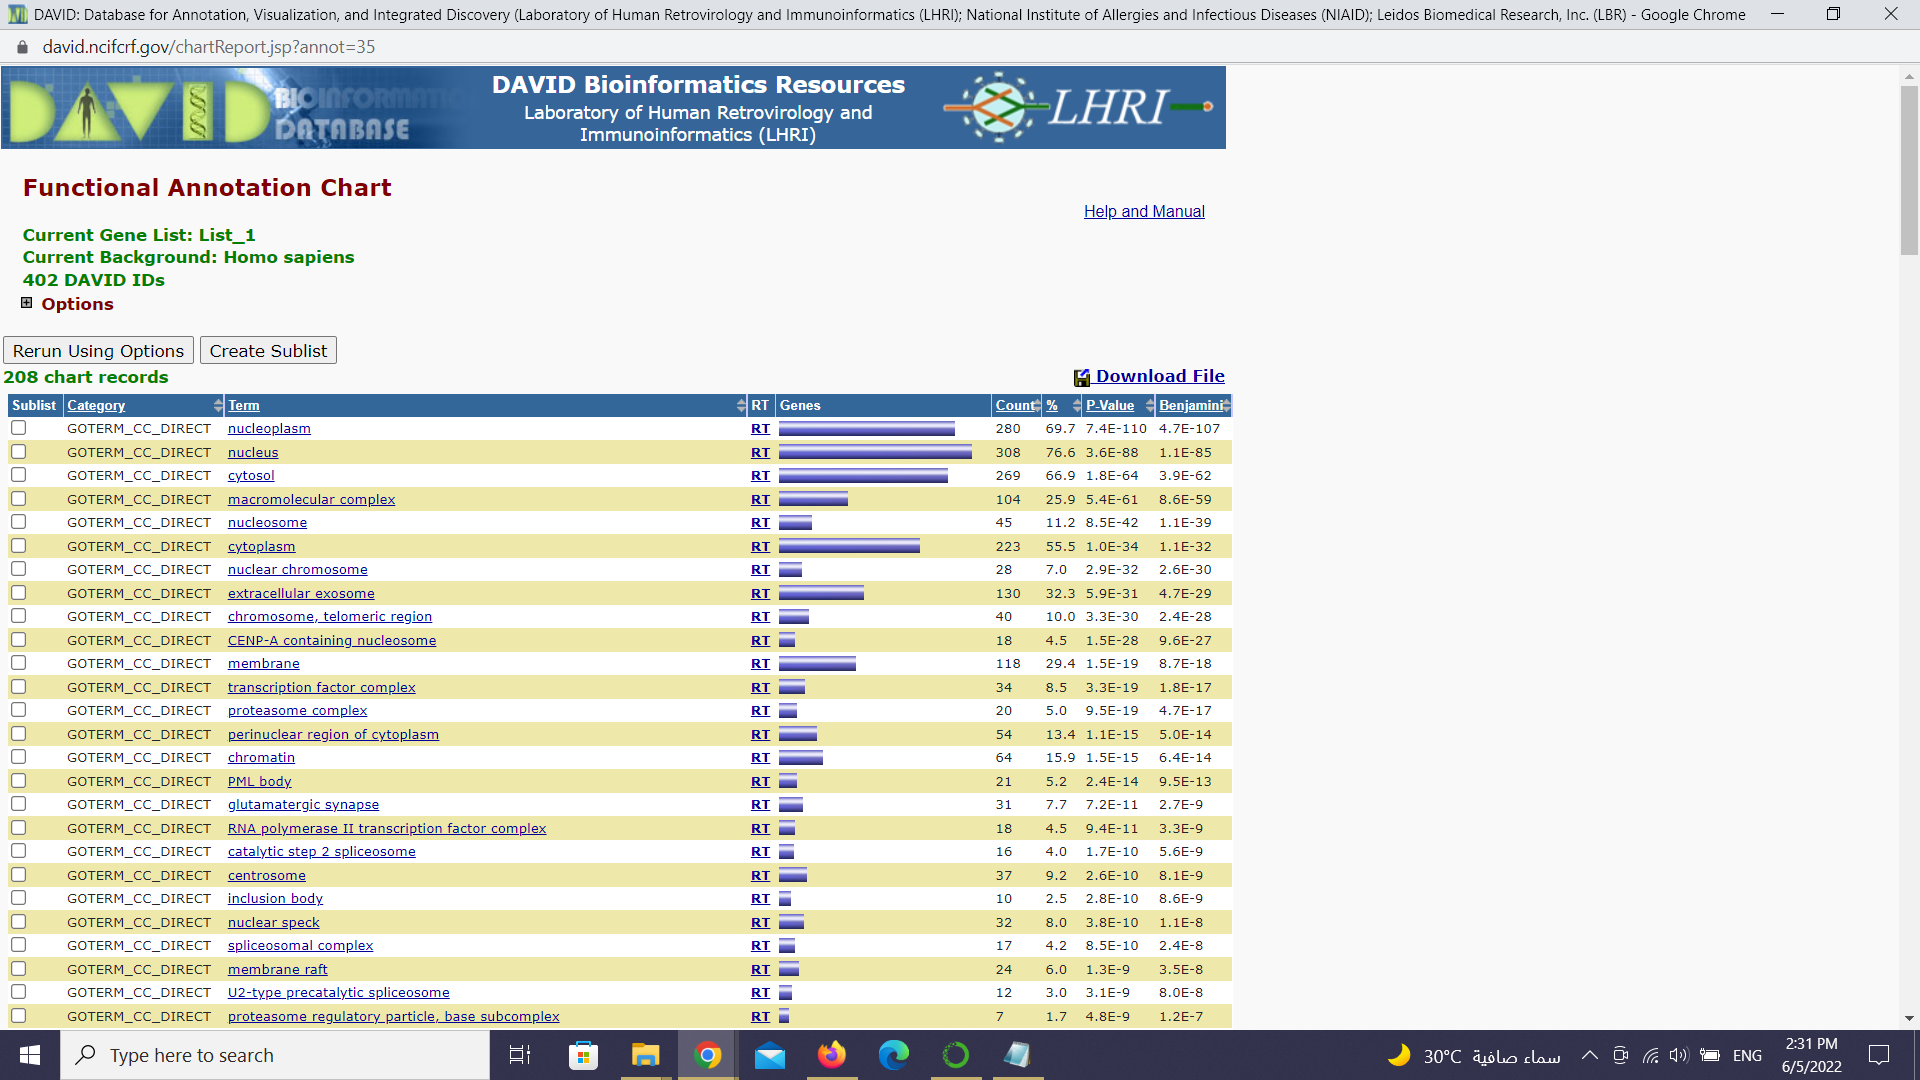 DAVID: Database for Annotation, Visualization, and Integrated Discovery (Laboratory of Human Retrovirology and Immunoinformatics (LHRI); National Institute of Allergies and Infectious Diseases (NIAID); Leidos Biomedical Research, Inc. (LBR) - Google Chrome
david.ncifcrf.gov/chartReport.jsp?annot=35
DAVID BIOINFORMATICS DATABASE
DAVID Bioinformatics Resources
Laboratory of Human Retrovirology and
Immunoinformatics (LHRI)
LHRI
Functional Annotation Chart
Help and Manual
Current Gene List: List_1
Current Background: Homo sapiens
402 DAVID IDs
Options
Rerun Using Options Create Sublist
208 chart records Download File
Sublist Category Term RT Genes Count % P-Value Benjamini
GOTERM_CC_DIRECT nucleoplasm RT 280 69.7 7.4E-110 4.7E-107
GOTERM_CC_DIRECT nucleus RT 308 76.6 3.6E-88 1.1E-85
GOTERM_CC_DIRECT cytosol RT 269 66.9 1.8E-64 3.9E-62
GOTERM_CC_DIRECT macromolecular complex RT 104 25.9 5.4E-61 8.6E-59
GOTERM_CC_DIRECT nucleosome RT 45 11.2 8.5E-42 1.1E-39
GOTERM_CC_DIRECT cytoplasm RT 223 55.5 1.0E-34 1.1E-32
GOTERM_CC_DIRECT nuclear chromosome RT 28 7.0 2.9E-32 2.6E-30
GOTERM_CC_DIRECT extracellular exosome RT 130 32.3 5.9E-31 4.7E-29
GOTERM_CC_DIRECT chromosome, telomeric region RT 40 10.0 3.3E-30 2.4E-28
GOTERM_CC_DIRECT CENP-A containing nucleosome RT 18 4.5 1.5E-28 9.6E-27
GOTERM_CC_DIRECT membrane RT 118 29.4 1.5E-19 8.7E-18
GOTERM_CC_DIRECT transcription factor complex RT 34 8.5 3.3E-19 1.8E-17
GOTERM_CC_DIRECT proteasome complex RT 20 5.0 9.5E-19 4.7E-17
GOTERM_CC_DIRECT perinuclear region of cytoplasm RT 54 13.4 1.1E-15 5.0E-14
GOTERM_CC_DIRECT chromatin RT 64 15.9 1.5E-15 6.4E-14
GOTERM_CC_DIRECT PML body RT 21 5.2 2.4E-14 9.5E-13
GOTERM_CC_DIRECT glutamatergic synapse RT 31 7.7 7.2E-11 2.7E-9
GOTERM_CC_DIRECT RNA polymerase II transcription factor complex RT 18 4.5 9.4E-11 3.3E-9
GOTERM_CC_DIRECT catalytic step 2 spliceosome RT 16 4.0 1.7E-10 5.6E-9
GOTERM_CC_DIRECT centrosome RT 37 9.2 2.6E-10 8.1E-9
GOTERM_CC_DIRECT inclusion body RT 10 2.5 2.8E-10 8.6E-9
GOTERM_CC_DIRECT nuclear speck RT 32 8.0 3.8E-10 1.1E-8
GOTERM_CC_DIRECT spliceosomal complex RT 17 4.2 8.5E-10 2.4E-8
GOTERM_CC_DIRECT membrane raft RT 24 6.0 1.3E-9 3.5E-8
GOTERM_CC_DIRECT U2-type precatalytic spliceosome RT 12 3.0 3.1E-9 8.0E-8
GOTERM_CC_DIRECT proteasome regulatory particle, base subcomplex RT 7 1.7 4.8E-9 1.2E-7
Type here to search
30°C سماء صافية
ENG
2:31 PM
6/5/2022